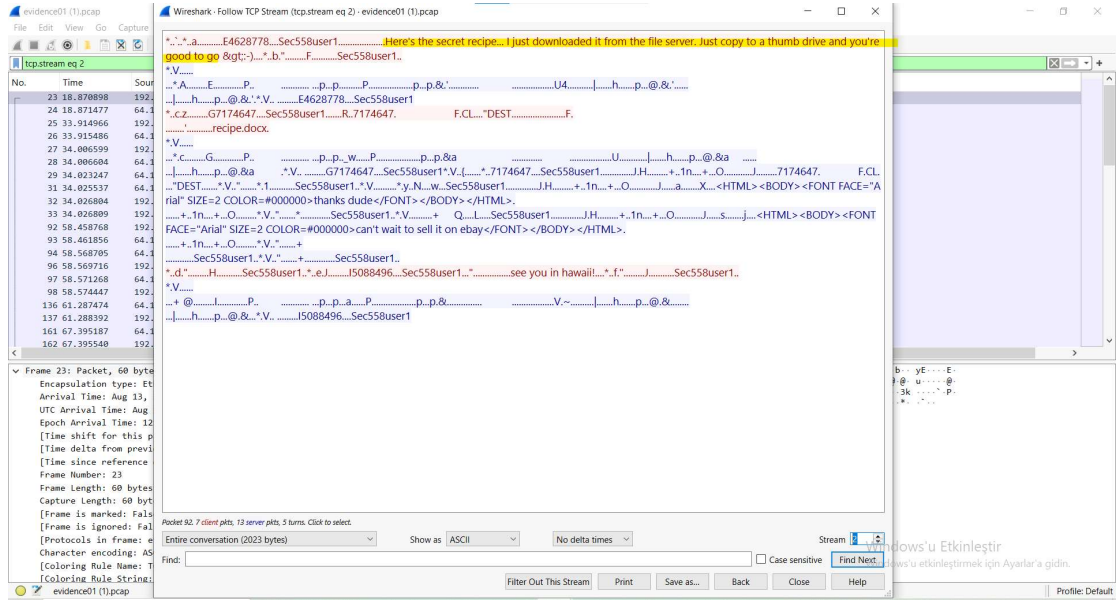 evidence01 (1).pcap
File Edit View Go Capture
tcp.stream eq 2
No. Time Sour
23 18.870898 192.
24 18.871477 64.1
25 33.914966 192.
26 33.915486 64.1
27 34.006599 192.
28 34.006604 64.1
29 34.023247 64.1
31 34.025537 64.1
32 34.026804 192.
33 34.026809 192.
92 58.458768 192.
93 58.461856 64.1
94 58.568705 64.1
96 58.569716 192.
97 58.571268 64.1
98 58.574447 192.
136 61.287474 64.1
137 61.288392 192.
161 67.395187 64.1
162 67.395540 192.
Frame 23: Packet, 60 byte
Encapsulation type: Et
Arrival Time: Aug 13,
UTC Arrival Time: Aug
Epoch Arrival Time: 12
[Time shift for this p
[Time delta from previ
[Time since reference
Frame Number: 23
Frame Length: 60 bytes
Capture Length: 60 byt
[Frame is marked: Fals
[Frame is ignored: Fal
[Protocols in frame: e
Character encoding: AS
[Coloring Rule Name: T
[Coloring Rule String:
evidence01 (1).pcap
Wireshark · Follow TCP Stream (tcp.stream eq 2) · evidence01 (1).pcap
*..`..*..a...........E4628778....Sec558user1..................Here's the secret recipe... I just downloaded it from the file server. Just copy to a thumb drive and you're
good to go &gt;:-)....*..b."........F...........Sec558user1..
*.V......
E4628778....Sec558user1
*..c.z........G7174647....Sec558user1.......R..7174647. F.CL...."DEST......................F.
........'...........recipe.docx.
*.V......
G7174647....Sec558user1*.V..{......*..7174647....Sec558user1 F.CL
..."DEST.......*.V.."......*.1...........Sec558user1..*.V.........*.y..N....w...Sec558user1 <HTML><BODY><FONT FACE="A
rial" SIZE=2 COLOR=#000000>thanks dude</FONT></BODY></HTML>.
Sec558user1..*.V.........+ Q....L.....Sec558user1 <HTML><BODY><FONT
FACE="Arial" SIZE=2 COLOR=#000000>can't wait to sell it on ebay</FONT></BODY></HTML>.
......+..1n....+...O.........*.V.."......+
...........Sec558user1..*.V.."......+...........Sec558user1..
*..d."........H...........Sec558user1..*..e.J.........I5088496....Sec558user1..."...............see you in hawaii!....*..f."........J...........Sec558user1..
*.V......
I5088496....Sec558user1
Packet 92. 7 client pkts, 13 server pkts, 5 turns. Click to select.
Entire conversation (2023 bytes) Show as ASCII No delta times Stream 2
Find: Case sensitive Find Next
Filter Out This Stream Print Save as... Back Close Help
Windows'u Etkinleştir
Windows'u etkinleştirmek için Ayarlar'a gidin.
Profile: Default